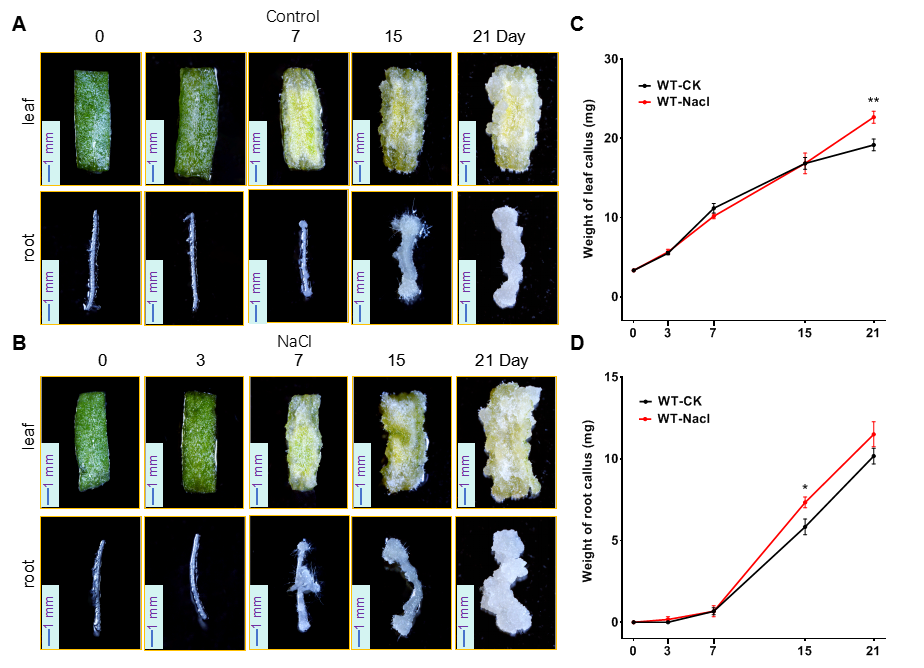 A
Control
0 3 7 15 21 Day
leaf
1 mm 1 mm 1 mm 1 mm 1 mm
root
1 mm 1 mm 1 mm 1 mm 1 mm
B
NaCl
0 3 7 15 21 Day
leaf
1 mm 1 mm 1 mm 1 mm 1 mm
root
1 mm 1 mm 1 mm 1 mm 1 mm
C
Weight of leaf callus (mg)
30
20
10
0
WT-CK
WT-Nacl
**
0 3 7 15 21
D
Weight of root callus (mg)
15
10
5
0
WT-CK
WT-Nacl
*
0 3 7 15 21